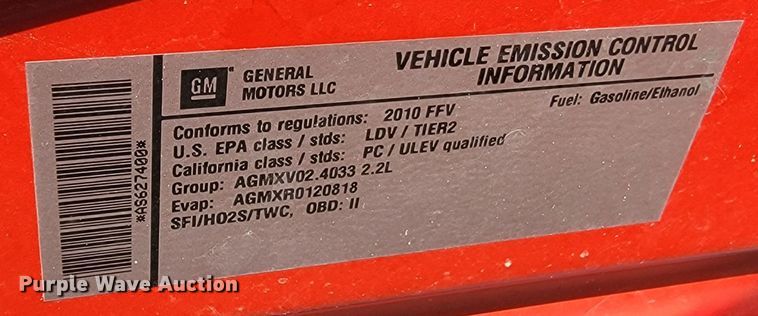 *AS627400*
GM
GENERAL
MOTORS LLC
VEHICLE EMISSION CONTROL
INFORMATION
Conforms to regulations: 2010 FFV
Fuel: Gasoline/Ethanol
U.S. EPA class / stds: LDV / TIER2
California class / stds: PC / ULEV qualified
Group: AGMXV02.4033 2.2L
Evap: AGMXR0120818
SFI/HO2S/TWC, OBD: II
Purple Wave Auction